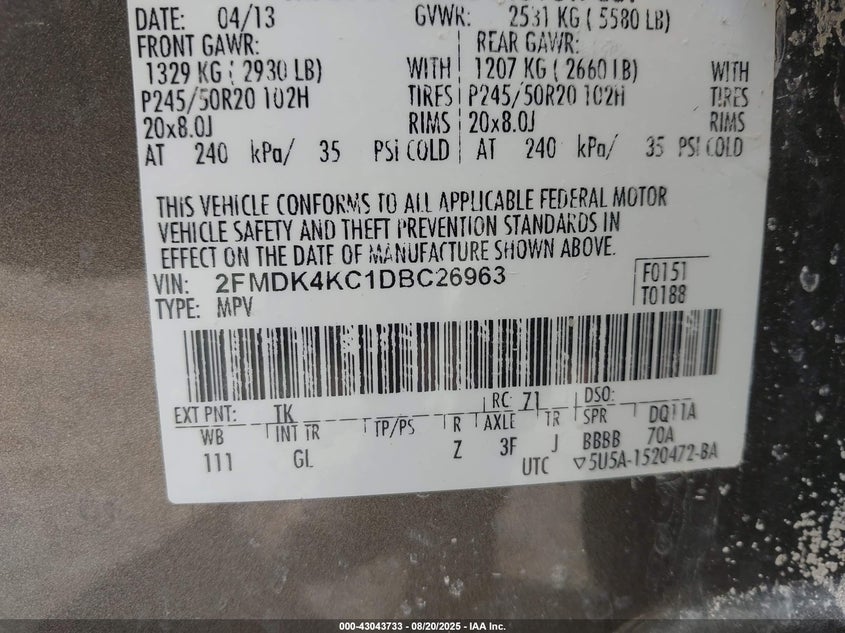 DATE: 04/13 GVWR: 2531 KG ( 5580 LB)
FRONT GAWR: REAR GAWR:
1329 KG ( 2930 LB) WITH 1207 KG ( 2660 LB) WITH
P245/50R20 102H TIRES P245/50R20 102H TIRES
20x8.0J RIMS 20x8.0J RIMS
AT 240 kPa/ 35 PSI COLD AT 240 kPa/ 35 PSI COLD
THIS VEHICLE CONFORMS TO ALL APPLICABLE FEDERAL MOTOR
VEHICLE SAFETY AND THEFT PREVENTION STANDARDS IN
EFFECT ON THE DATE OF MANUFACTURE SHOWN ABOVE.
VIN: 2FMDK4KC1DBC26963 F0151
TYPE: MPV T0188
EXT PNT: TK RC: 71 DSO:
WB INT TR TP/PS R AXLE TR SPR DQ11A
111 GL Z 3F J BBBB 70A
UTC ▽5U5A-1520472-BA
000-43043733 - 08/20/2025 - IAA Inc.